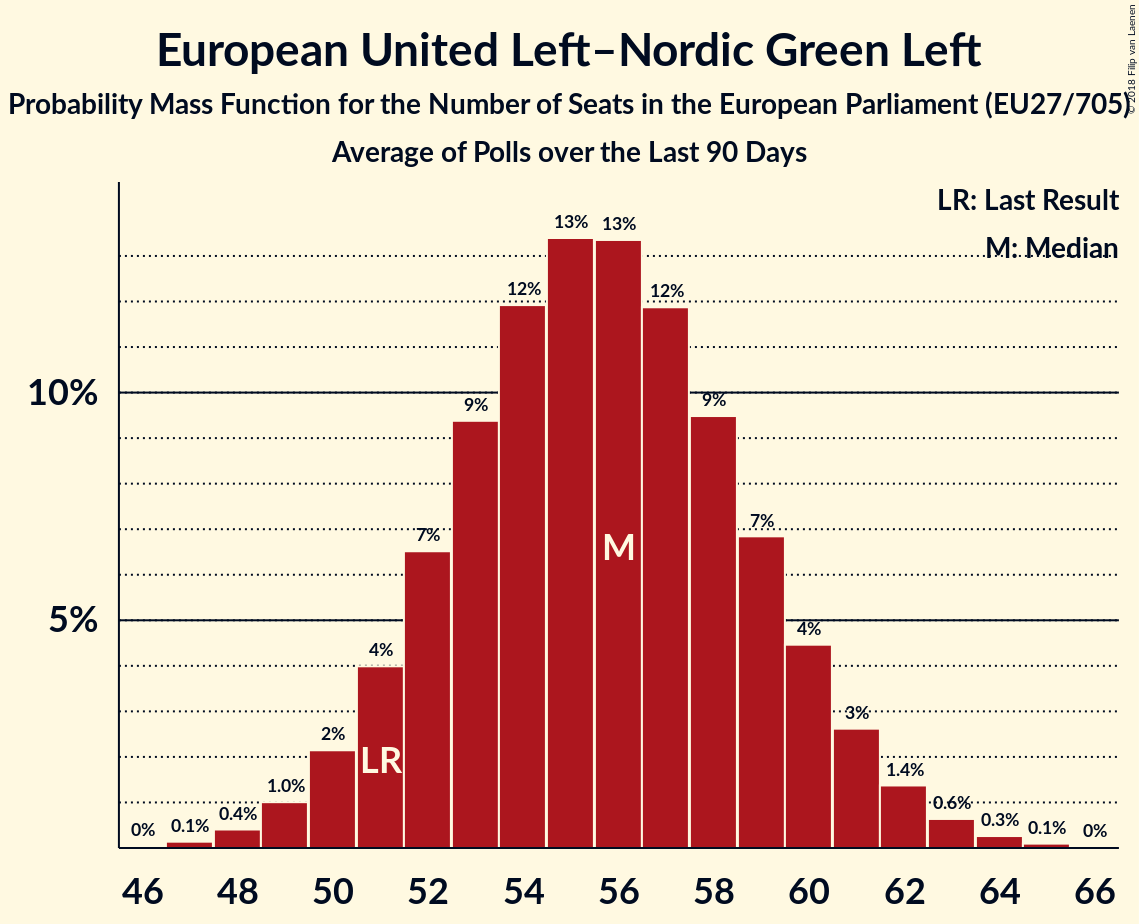 European United Left–Nordic Green Left
Probability Mass Function for the Number of Seats in the European Parliament (EU27/705)
Average of Polls over the Last 90 Days
© 2018 Filip van Laenen
LR: Last Result
M: Median
13% 13%
12% 12%
10%
9% 9%
7% 7%
M
5%
4% 4%
2% 3%
LR
1.0% 1.4%
0% 0.1% 0.4% 0.6% 0.3% 0.1% 0%
46 48 50 52 54 56 58 60 62 64 66